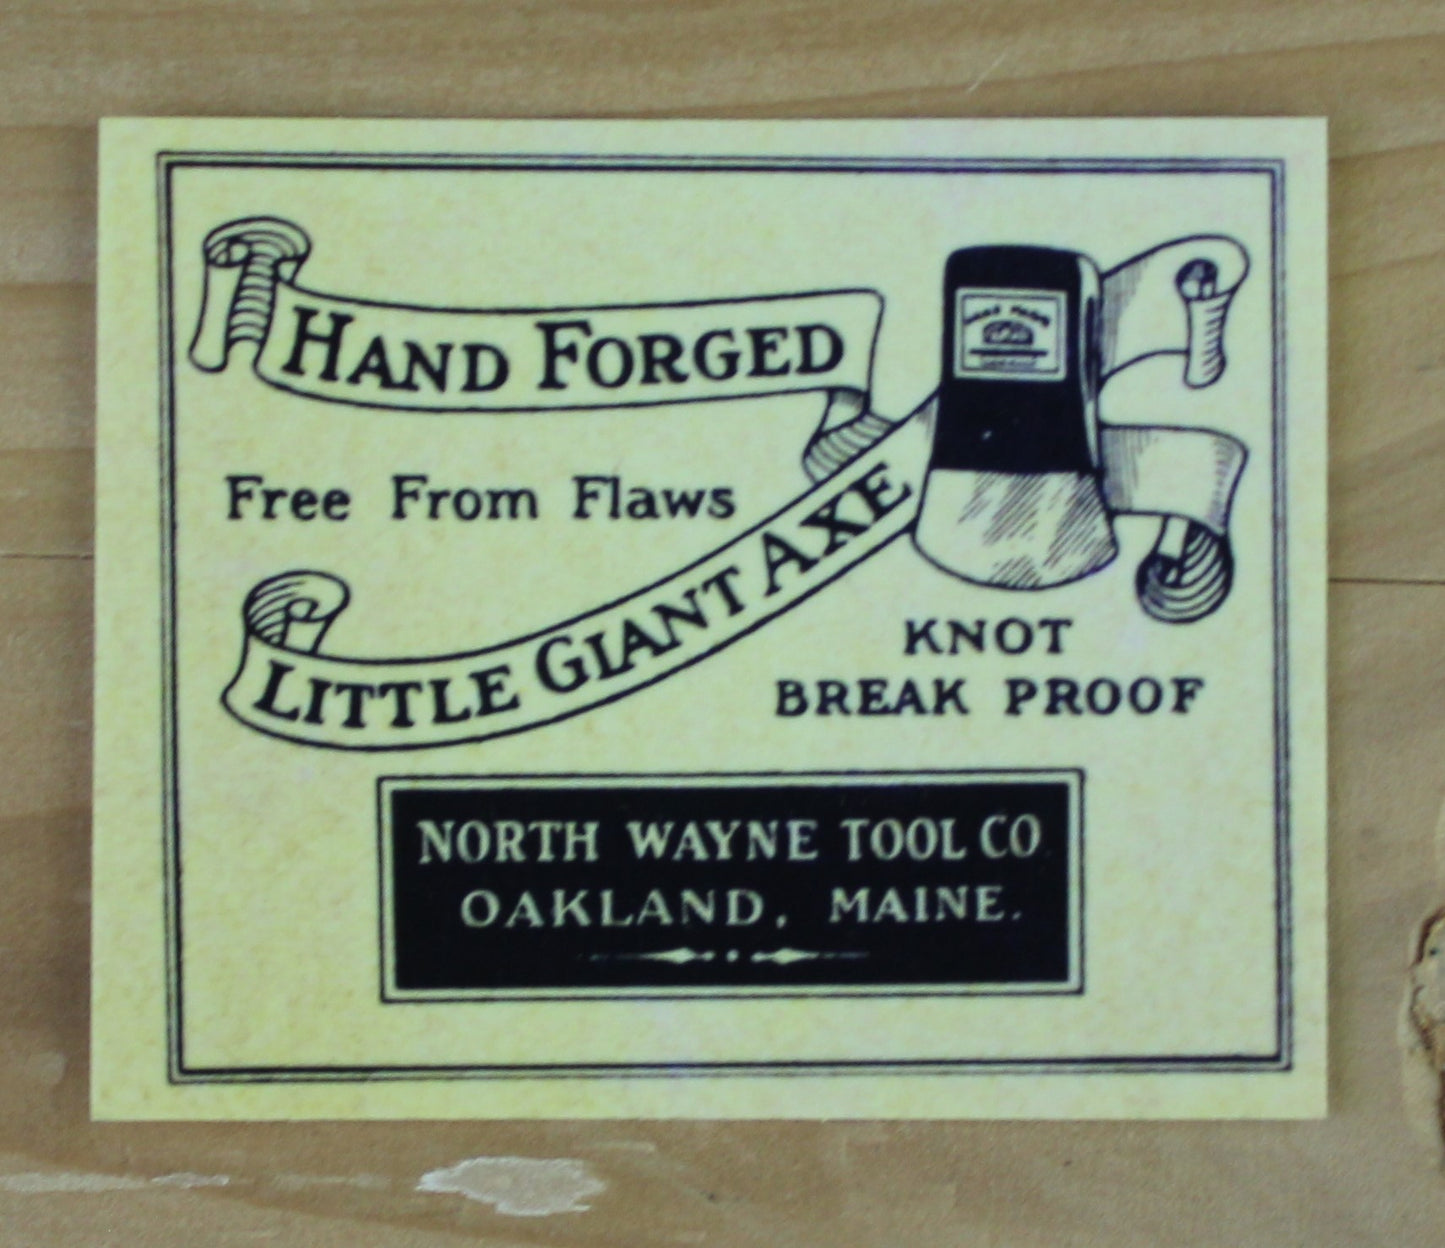 HAND FORGED
Free From Flaws
LITTLE GIANT AXE
KNOT
BREAK PROOF
NORTH WAYNE TOOL CO
OAKLAND, MAINE.